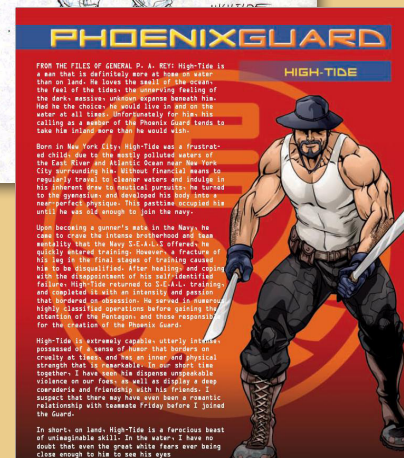 PHOENIXGUARD
HIGH-TIDE
FROM THE FILES OF GENERAL P. A. REY: High-Tide is
a man that is definitely more at home on water
than on land. He loves the smell of the ocean,
the feel of the tides, the unnerving feeling of
the dark, massive, unknown expanse beneath him.
Had he the choice, he would live in and on the
water at all times. Unfortunately for him, his
calling as a member of the Phoenix Guard tends to
take him inland more than he would wish.
Born in New York City, High-Tide was a frustrat-
ed child, due to the mostly polluted waters of
the East River and Atlantic Ocean near New York
City surrounding him. Without financial means to
regularly travel to cleaner waters and indulge in
his inherent draw to nautical pursuits, he turned
to the gymnasium, and developed his body into a
near-perfect physique. This pasttime occupied him
until he was old enough to join the navy.
Upon becoming a gunner's mate in the Navy, he
came to crave the intense brotherhood and team
mentality that the Navy S.E.A.L.S offered, he
quickly entered training. However, a fracture of
his leg in the final stages of training caused
him to be disqualified. After healing, and coping
with the disappointment of his self-identified
failure, High-Tide returned to S.E.A.L. training,
and completed it with an intensity and passion
that bordered on obsession. He served in numerous
highly classified operations before gaining the
attention of the Pentagon, and those responsib
for the creation of the Phoenix Guard.
High-Tide is extremely capable, utterly intense,
possessed of a sense of humor that borders on
cruelty at times, and has an inner and physical
strength that is remarkable. In our short time
together, I have seen him dispense unspeakable
violence on our foes, as well as display a deep
comraderie and friendship with his friends. I
suspect that there may have even been a romantic
relationship with teammate Friday before I joined
the Guard.
In short, on land, High-Tide is a ferocious beast
of unimaginable skill. In the water, I have no
doubt that even the great white fears ever being
close enough to him to see his eyes